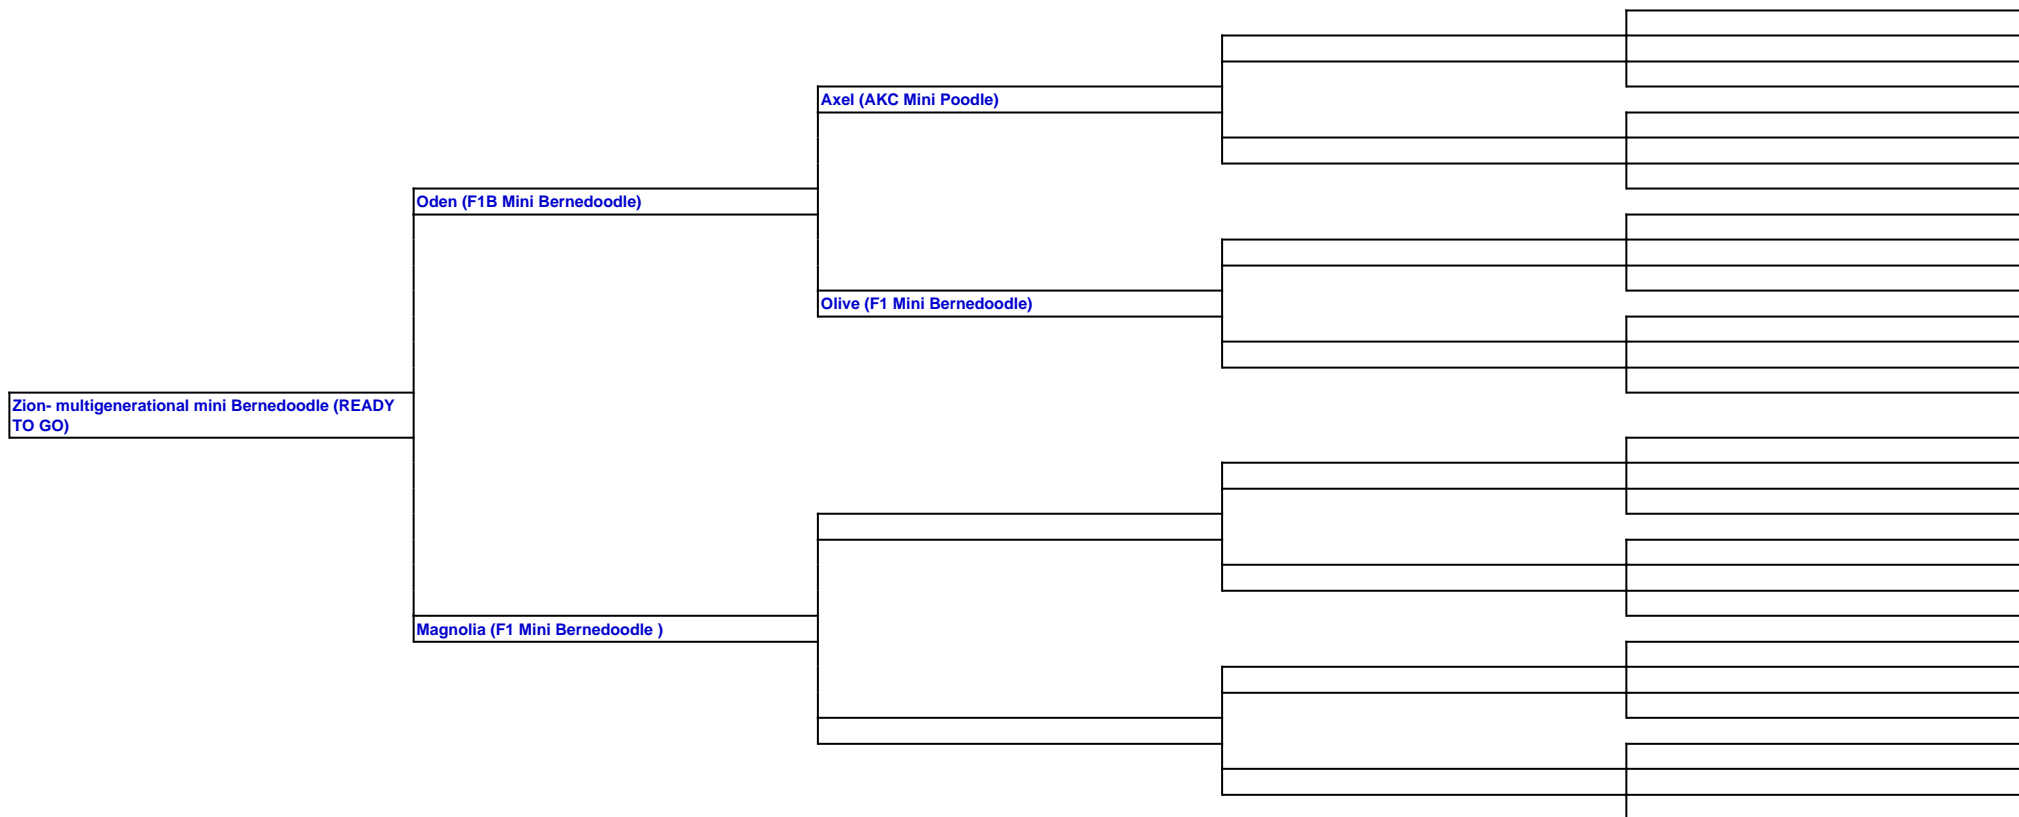 Axel (AKC Mini Poodle)
Oden (F1B Mini Bernedoodle)
Olive (F1 Mini Bernedoodle)
Zion- multigenerational mini Bernedoodle (READY
TO GO)
Magnolia (F1 Mini Bernedoodle )